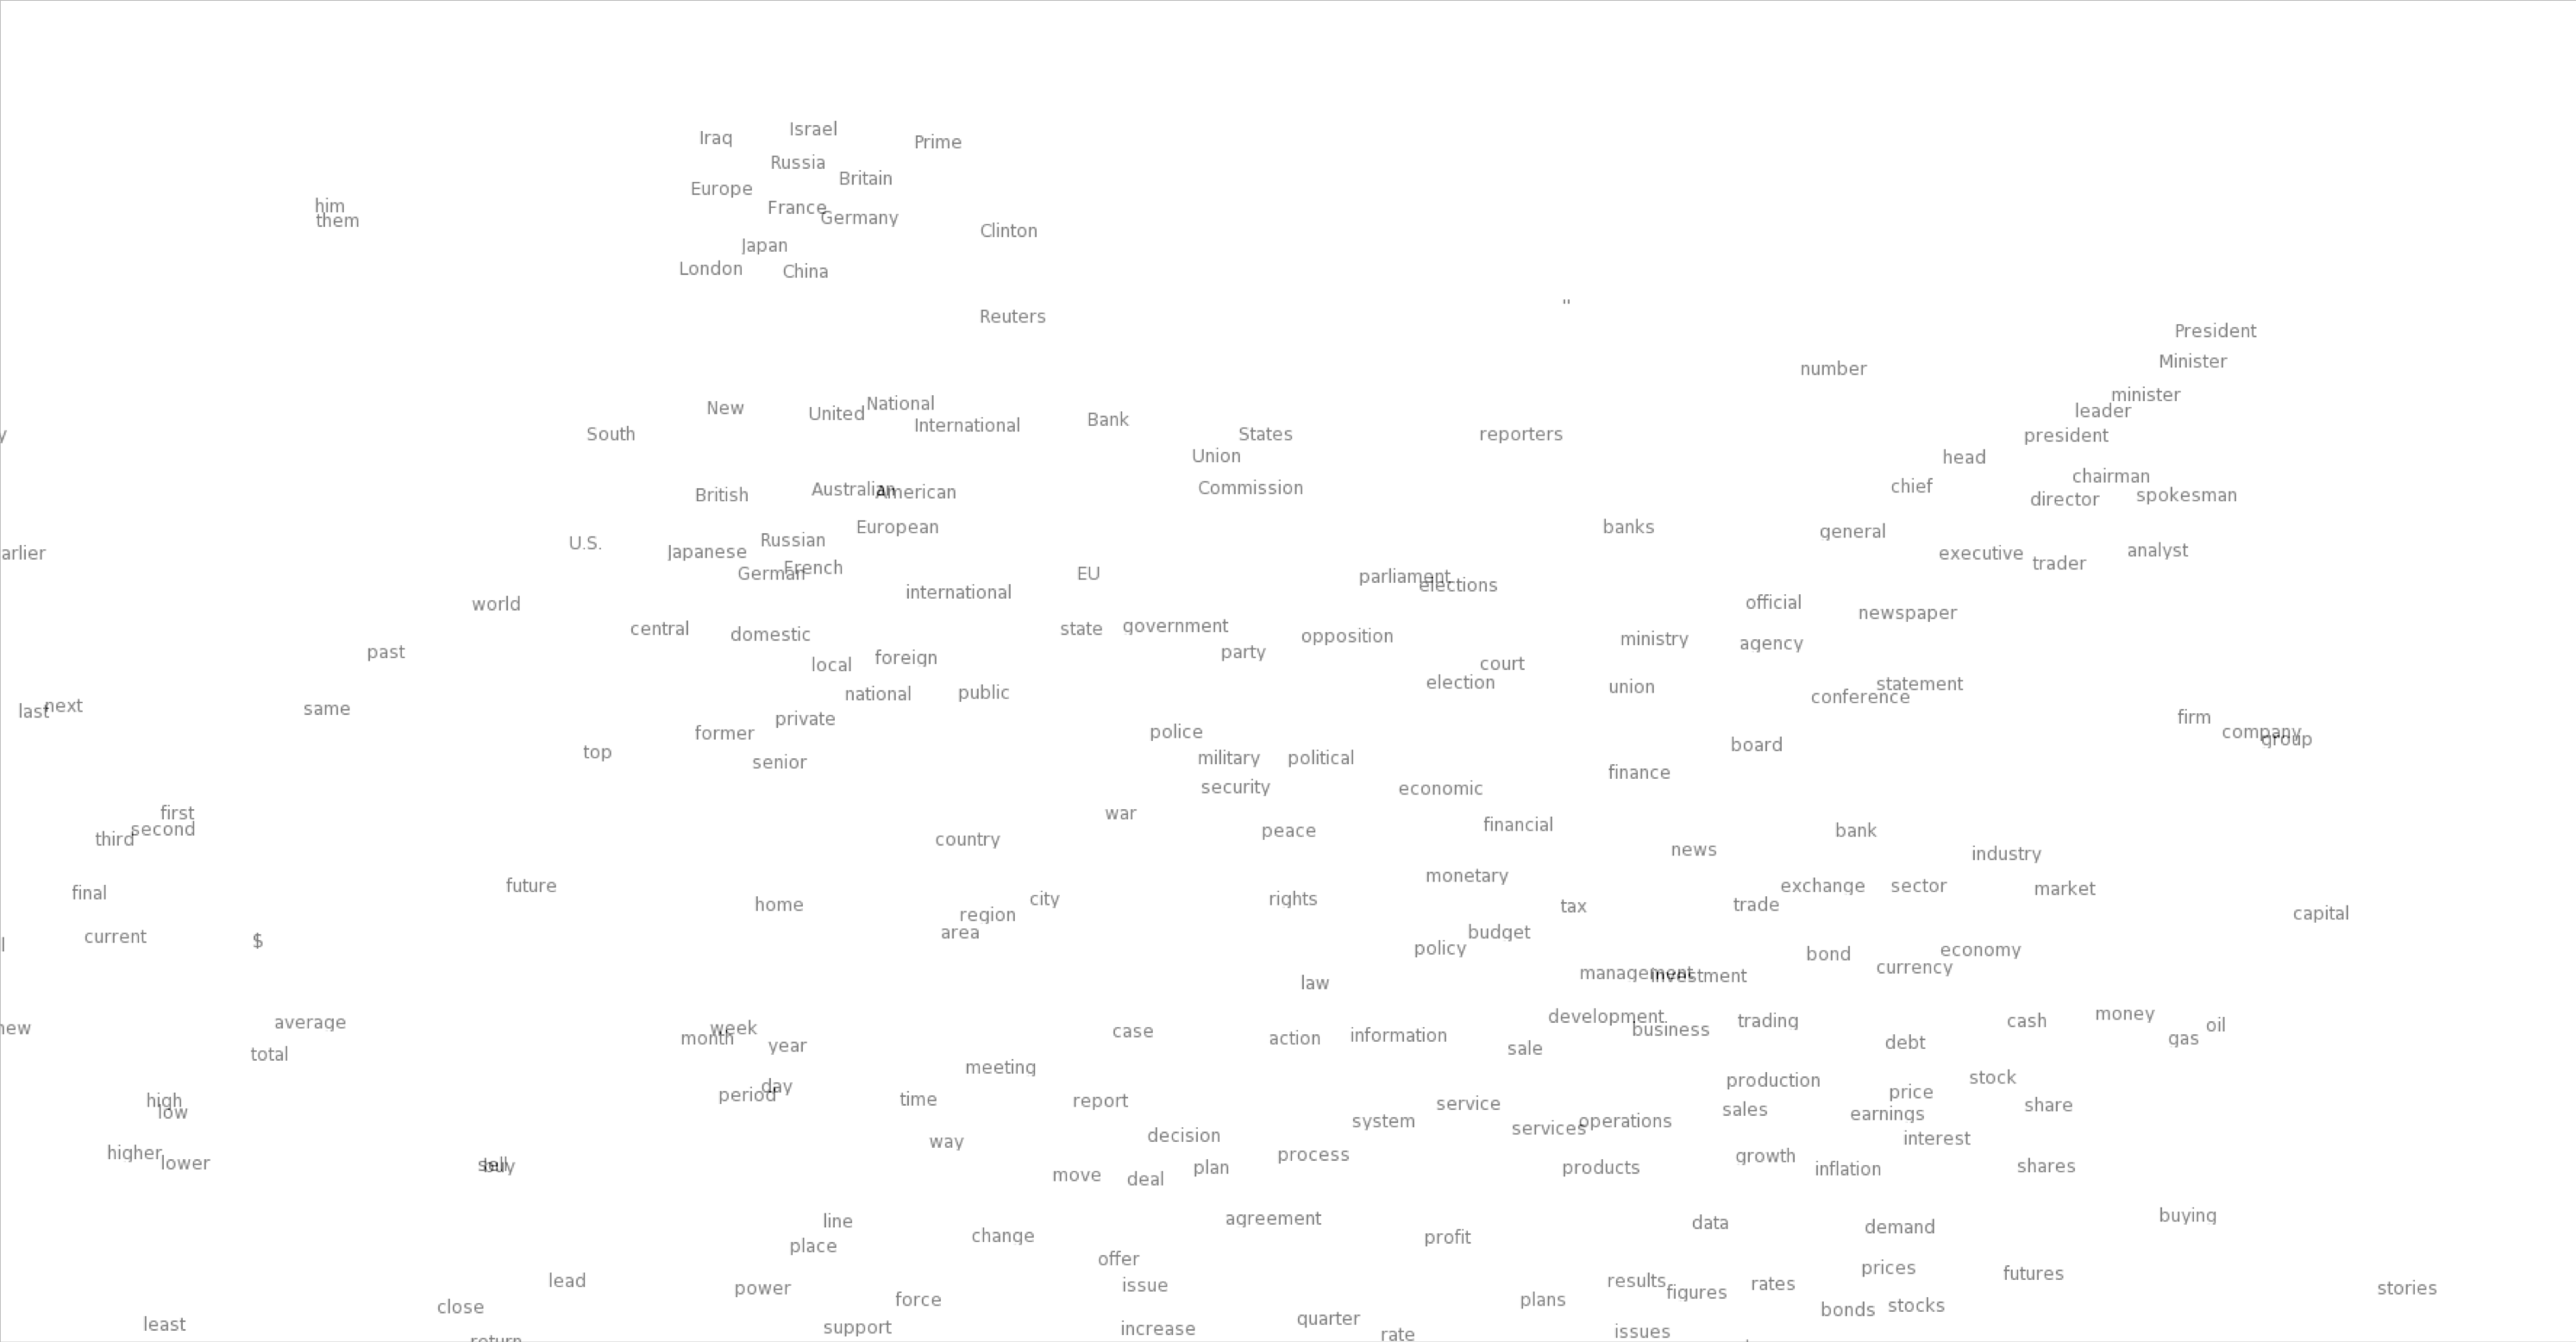 Israel
Iraq
Prime
Russia
Britain
Europe
him
France
them
Germany
Clinton
Japan
London
China
"
Reuters
President
Minister
number
minister
National
New
leader
United
Bank
International
South
States
reporters
president
Union
head
chairman
chief
Commission
Australian
American
British
spokesman
director
European
banks
general
Russian
U.S.
analyst
Japanese
arlier
executive
trader
French
German
EU
parliament
elections
international
official
world
newspaper
government
central
state
domestic
opposition
ministry
agency
past
party
foreign
court
local
election
statement
union
public
national
conference
next
same
last
firm
private
company
former
group
board
top
military
political
police
senior
finance
security
economic
first
war
financial
second
peace
bank
third
country
news
industry
monetary
future
exchange
sector
market
final
city
rights
home
tax
trade
capital
region
area
budget
current
$
policy
economy
bond
currency
management
investment
law
money
development
trading
cash
average
oil
week
new
business
case
month
action
information
gas
debt
year
sale
total
meeting
stock
production
day
price
period
time
high
report
service
share
low
sales
earnings
system
operations
services
decision
interest
way
higher
process
growth
lower
sell
buy
shares
plan
products
inflation
move
deal
buying
agreement
line
data
demand
change
profit
place
offer
prices
futures
lead
results
rates
issue
power
stories
figures
force
plans
stocks
close
bonds
quarter
least
support
increase
issues
rate
return